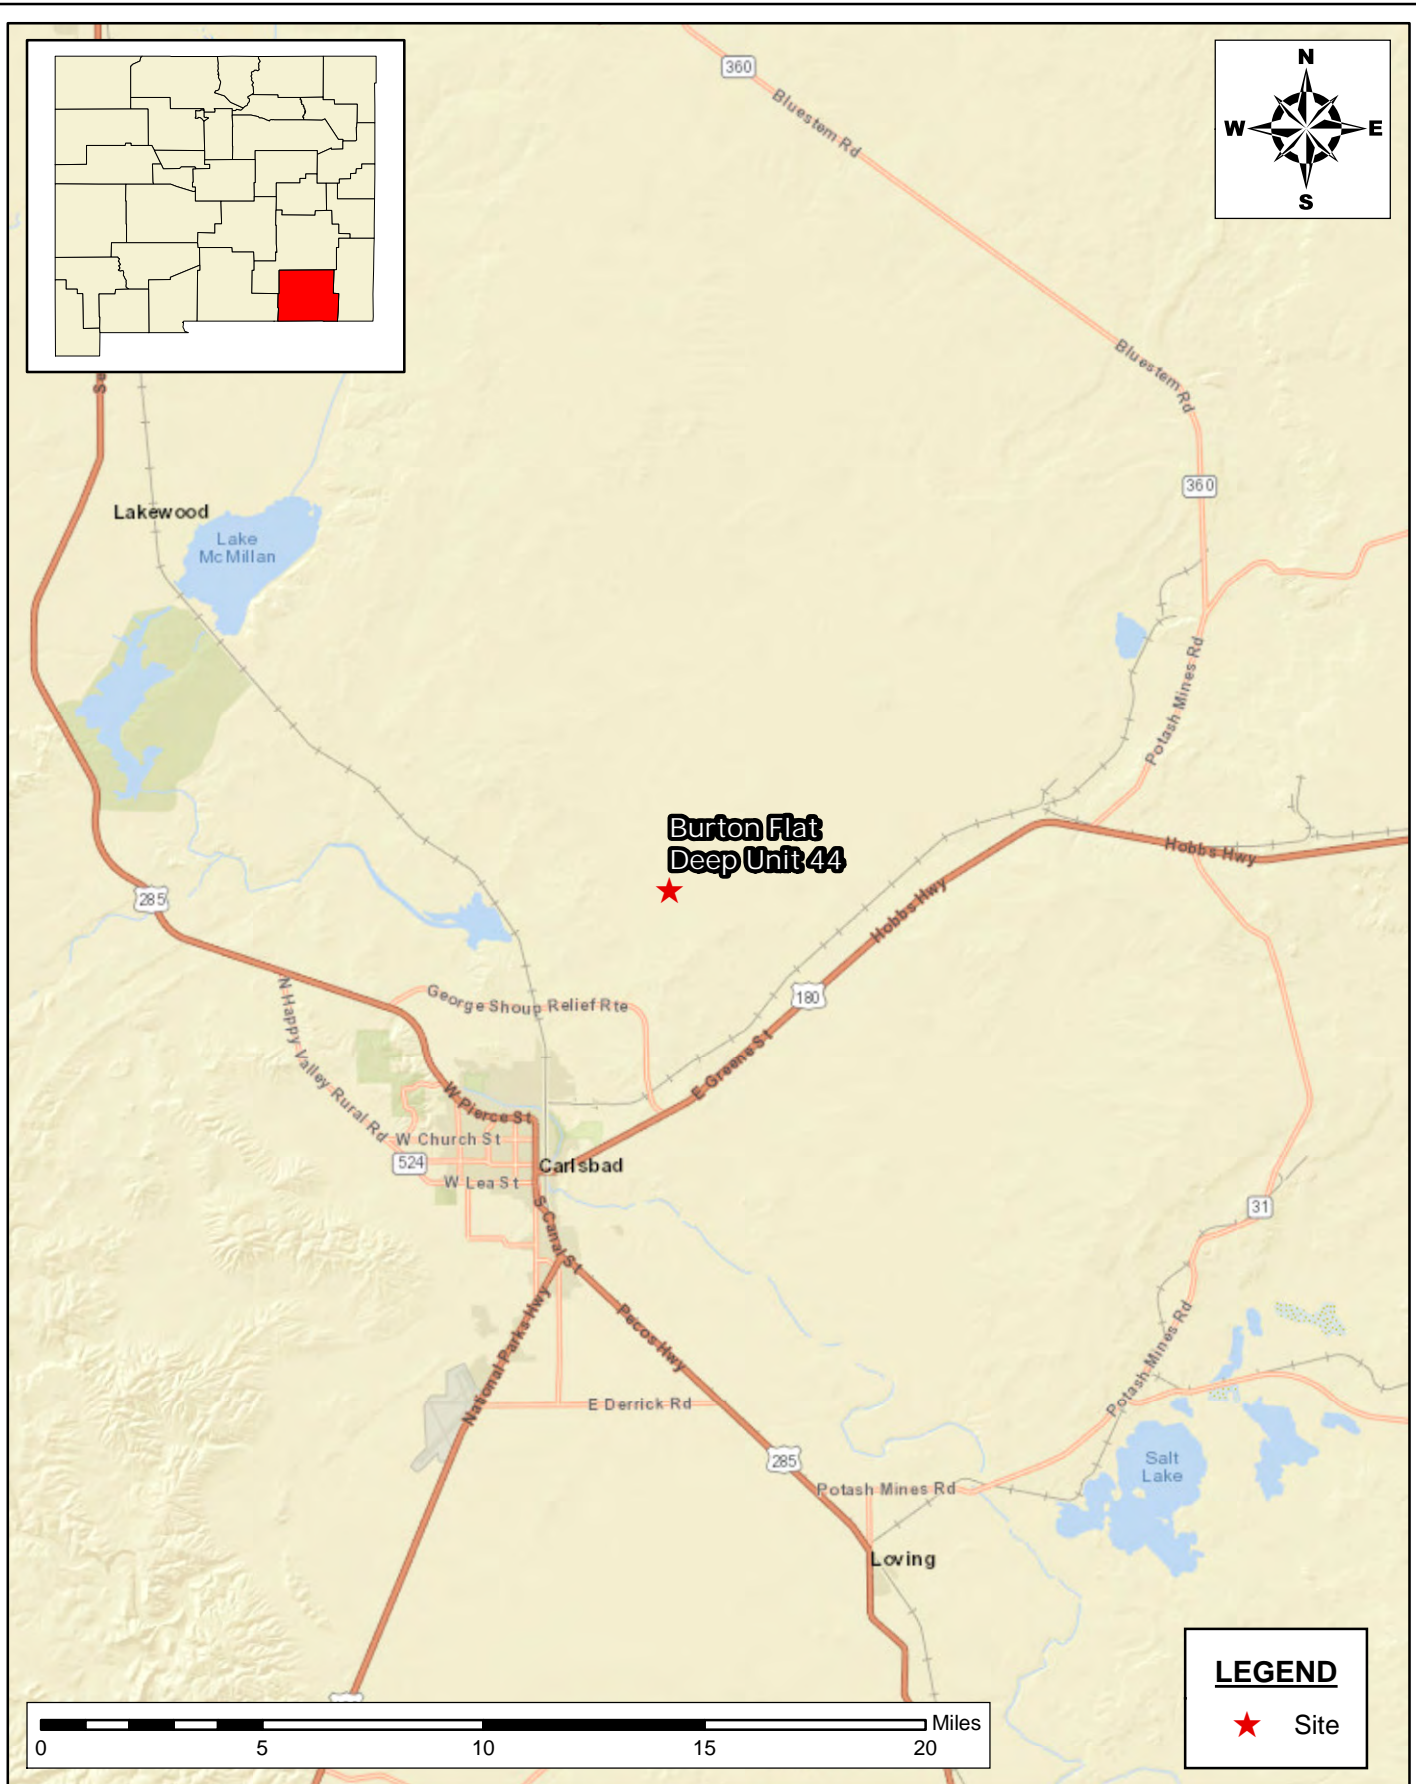 360
Bluestem Rd
N
W
E
S
Bluestem Rd
Se
360
Lakewood
Lake
McMillan
Potash Mines Rd
Burton Flat
Deep Unit 44
Hobbs Hwy
Hobbs Hwy
285
180
George Shoup Relief Rte
N Happy Valley Rural Rd
E Greene St
W Pierce St
W Church St
524
Carlsbad
W Lea St
S Canal St
31
National Parks Hwy
Pecos Hwy
Potash Mines Rd
E Derrick Rd
285
Salt
Lake
Potash Mines Rd
Loving
LEGEND
Site
Miles
0
5
10
15
20